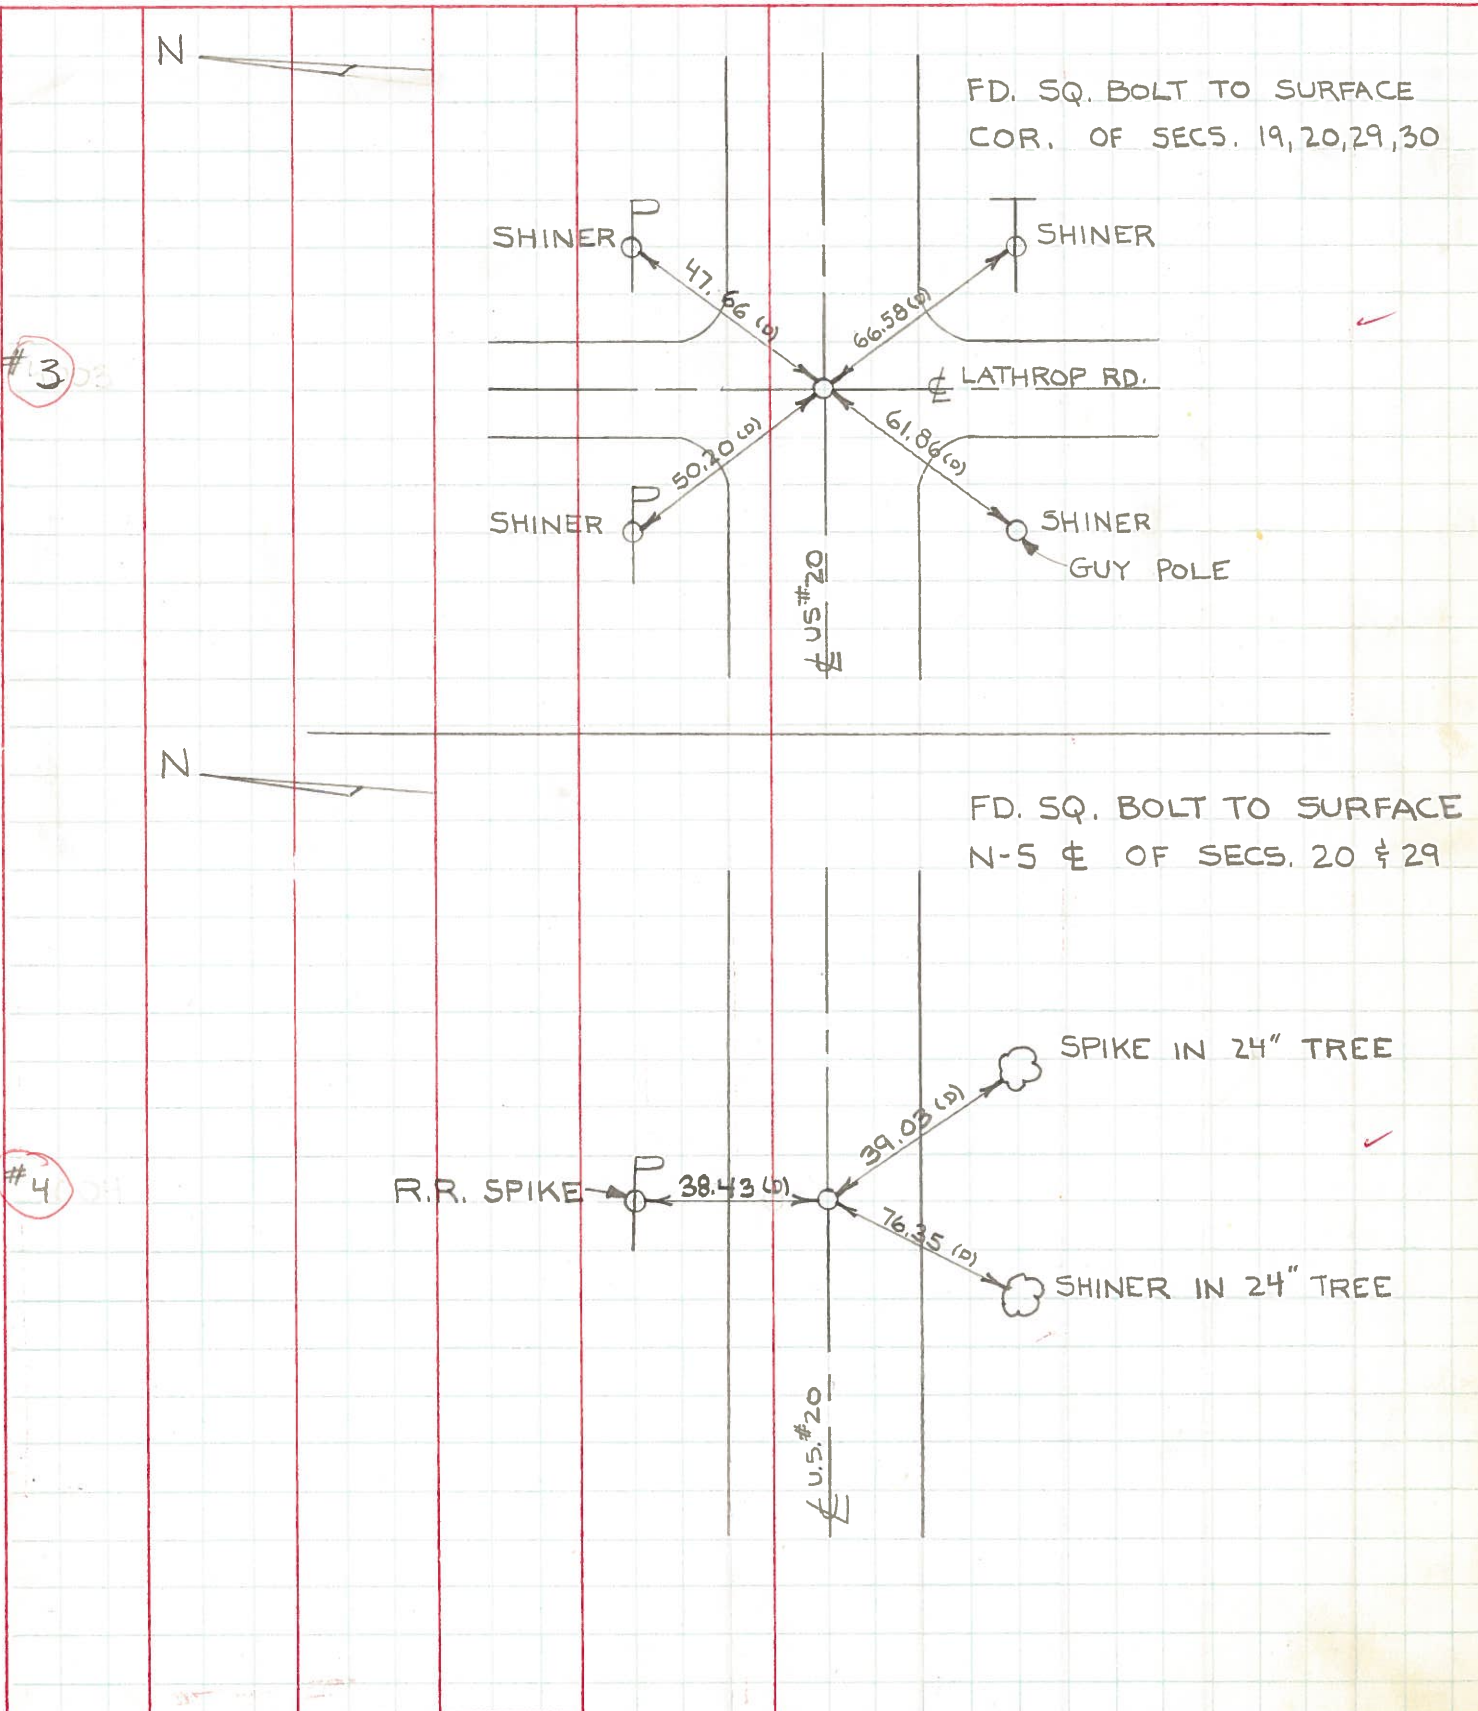 N
FD. SQ. BOLT TO SURFACE
COR. OF SECS. 19, 20, 29, 30
SHINER
SHINER
47.66 (D)
66.58 (D)
#3
℄ LATHROP RD.
50.20 (D)
61.86 (D)
SHINER
SHINER
GUY POLE
℄ US #20
N
FD. SQ. BOLT TO SURFACE
N-S ℄ OF SECS. 20 & 29
SPIKE IN 24" TREE
39.03 (D)
#4
R.R. SPIKE
38.43 (D)
76.35 (D)
SHINER IN 24" TREE
℄ U.S. #20